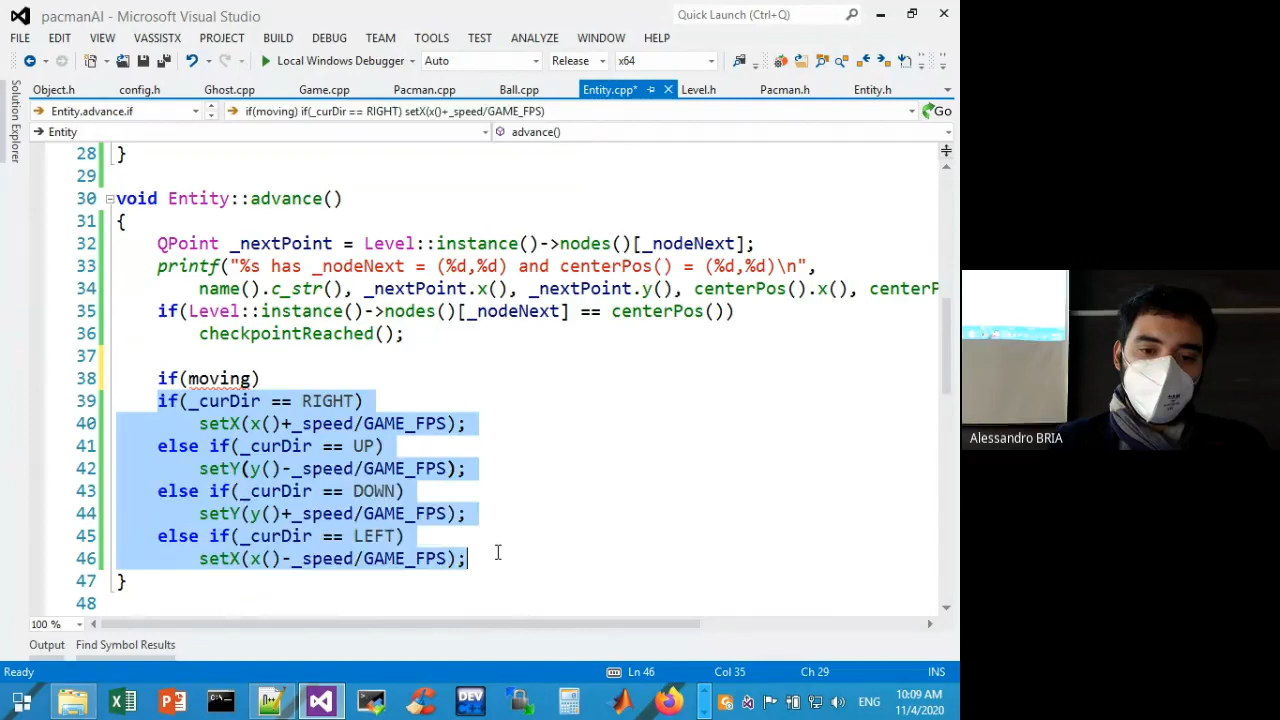 pacmanAI - Microsoft Visual Studio
Quick Launch (Ctrl+Q)
FILE EDIT VIEW VASSISTX PROJECT BUILD DEBUG TEAM TOOLS TEST ANALYZE WINDOW HELP
Local Windows Debugger Auto Release x64
Object.h config.h Ghost.cpp Game.cpp Pacman.cpp Ball.cpp Entity.cpp* Level.h Pacman.h Entity.h
Entity.advance.if if(moving) if(_curDir == RIGHT) setX(x()+_speed/GAME_FPS) Go
Entity advance()
Solution Explorer
28 }
29
30 void Entity::advance()
31 {
32 QPoint _nextPoint = Level::instance()->nodes()[_nodeNext];
33 printf("%s has _nodeNext = (%d,%d) and centerPos() = (%d,%d)\n",
34 name().c_str(), _nextPoint.x(), _nextPoint.y(), centerPos().x(), centerP
35 if(Level::instance()->nodes()[_nodeNext] == centerPos())
36 checkpointReached();
37
38 if(moving)
39 if(_curDir == RIGHT)
40 setX(x()+_speed/GAME_FPS);
41 else if(_curDir == UP)
42 setY(y()-_speed/GAME_FPS);
43 else if(_curDir == DOWN)
44 setY(y()+_speed/GAME_FPS);
45 else if(_curDir == LEFT)
46 setX(x()-_speed/GAME_FPS);
47 }
48
100 %
Output Find Symbol Results
Ready Ln 46 Col 35 Ch 29 INS
DEV
ENG
10:09 AM
11/4/2020
Alessandro BRIA